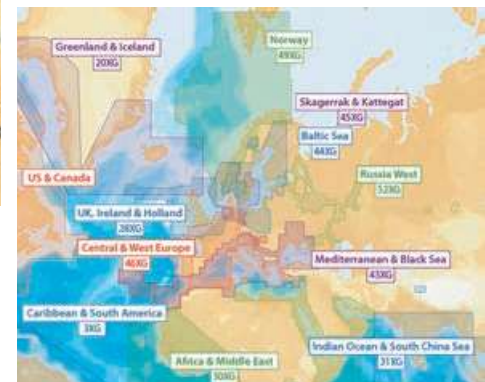 Greenland & Iceland
20XG
Norway
49XG
Skagerrak & Kattegat
45XG
Baltic Sea
44XG
US & Canada
Russia West
52XG
UK, Ireland & Holland
28XG
Central & West Europe
46XG
Mediterranean & Black Sea
43XG
Caribbean & South America
3XG
Indian Ocean & South China Sea
31XG
Africa & Middle East
30XG